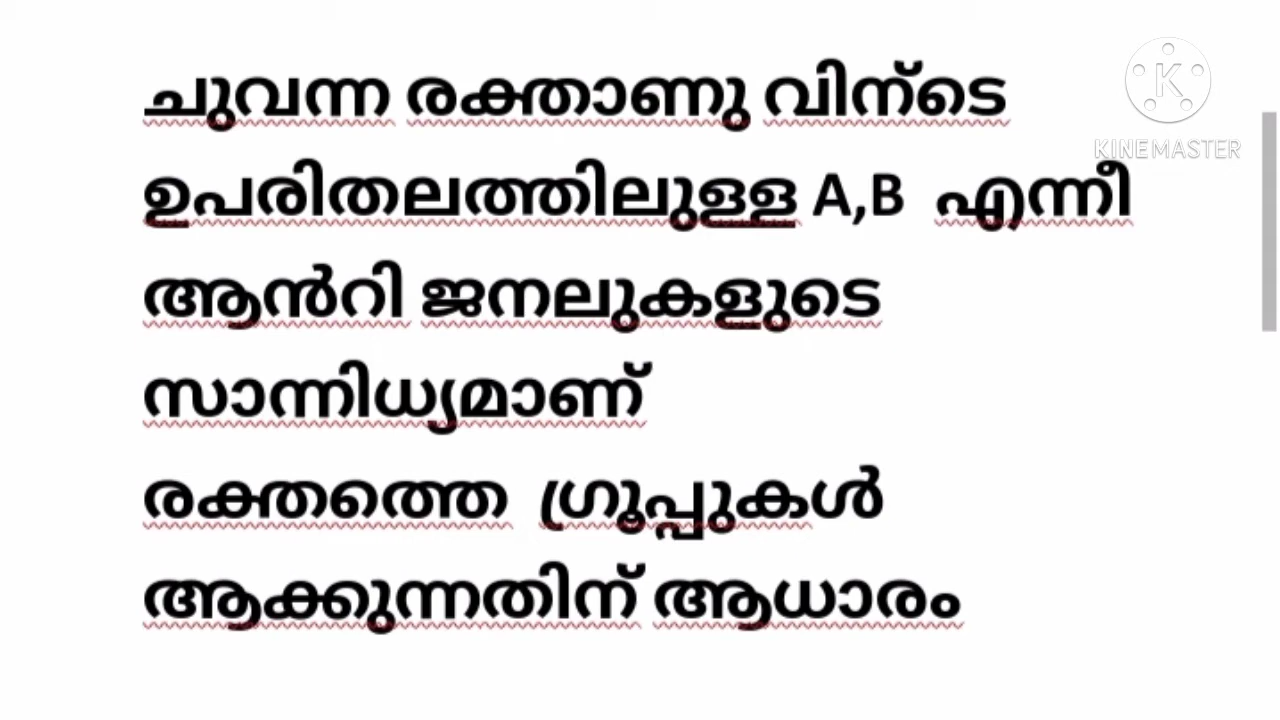 ചുവന്ന രക്താണു വിന്ടെ
ഉപരിതലത്തിലുള്ള A,B എന്നീ
ആൻറി ജനലുകളുടെ
സാന്നിധ്യമാണ്
രക്തത്തെ ഗ്രൂപ്പുകൾ
ആക്കുന്നതിന് ആധാരം
K
KINEMASTER